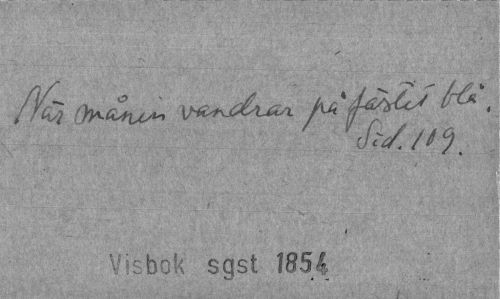 När månen vandrar på fästet blå.
Sid. 109.
Visbok sgst 1854